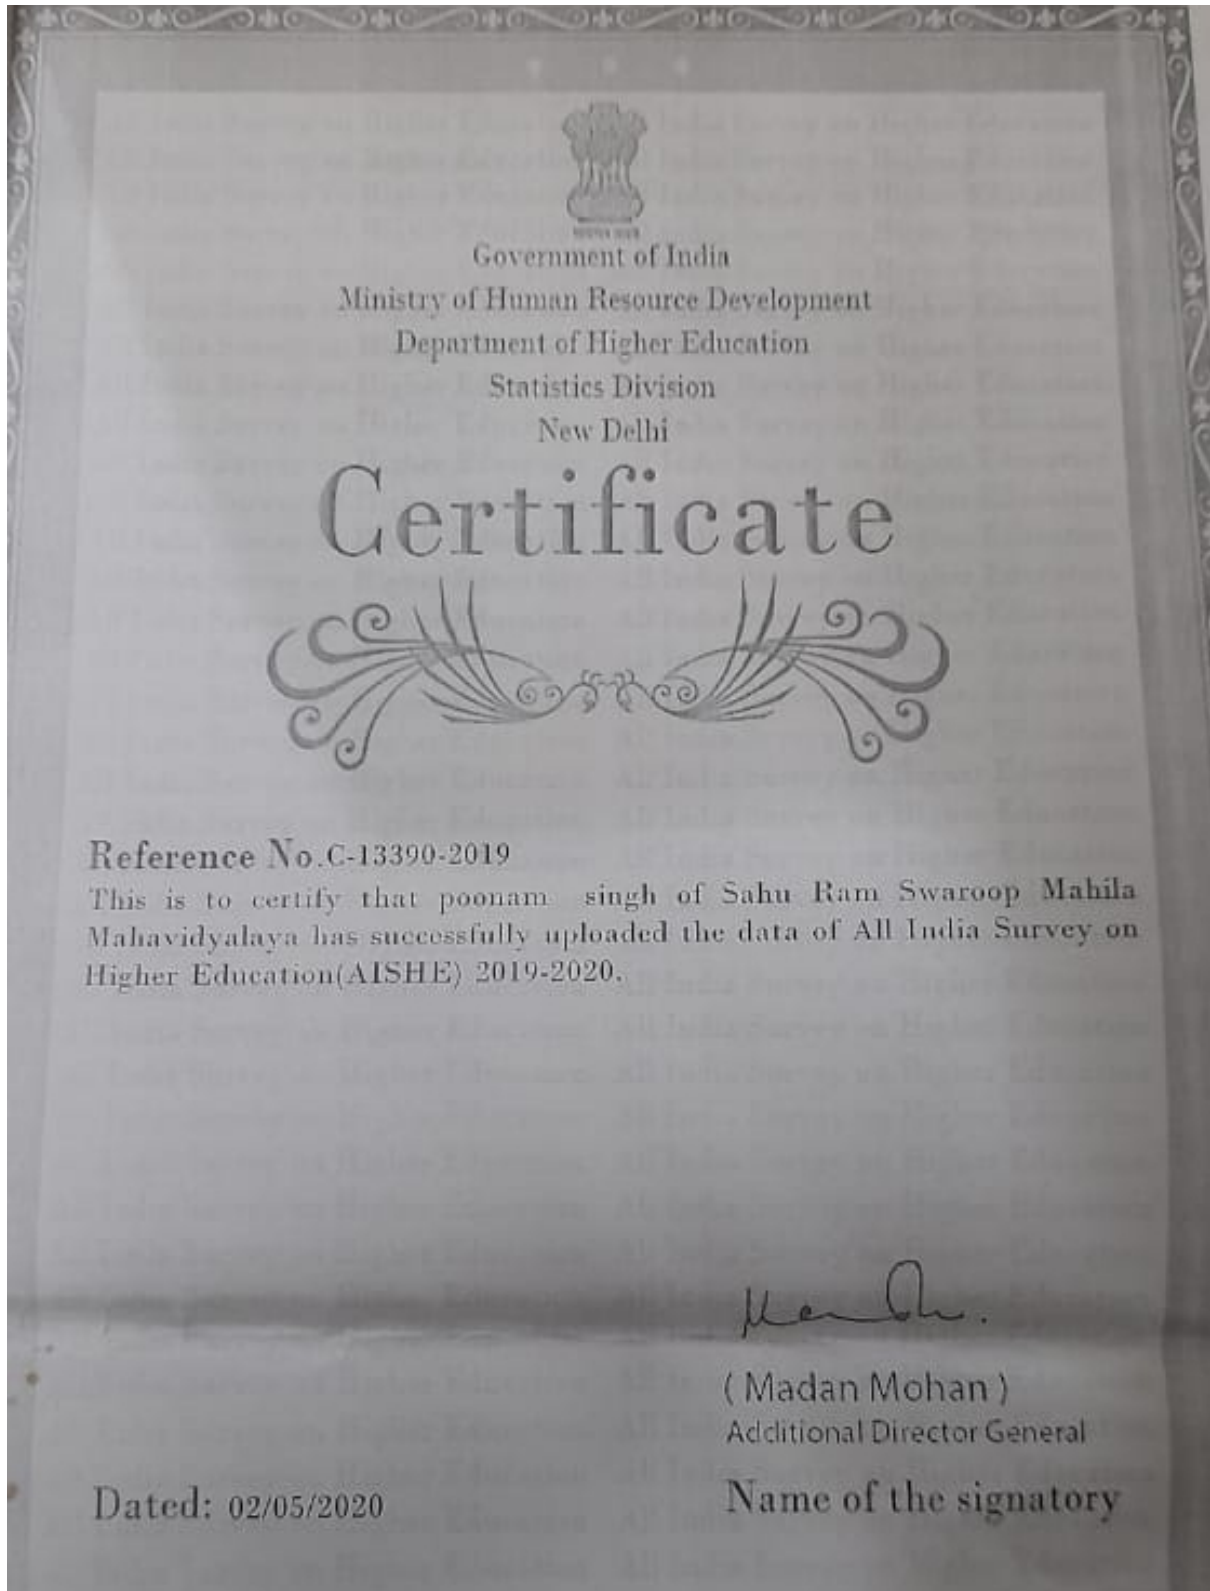 Government of India
Ministry of Human Resource Development
Department of Higher Education
Statistics Division
New Delhi
Certificate
Reference No.C-13390-2019
This is to certify that poonam singh of Sahu Ram Swaroop Mahila
Mahavidyalaya has successfully uploaded the data of All India Survey on
Higher Education(AISHE) 2019-2020.
( Madan Mohan )
Additional Director General
Dated: 02/05/2020
Name of the signatory